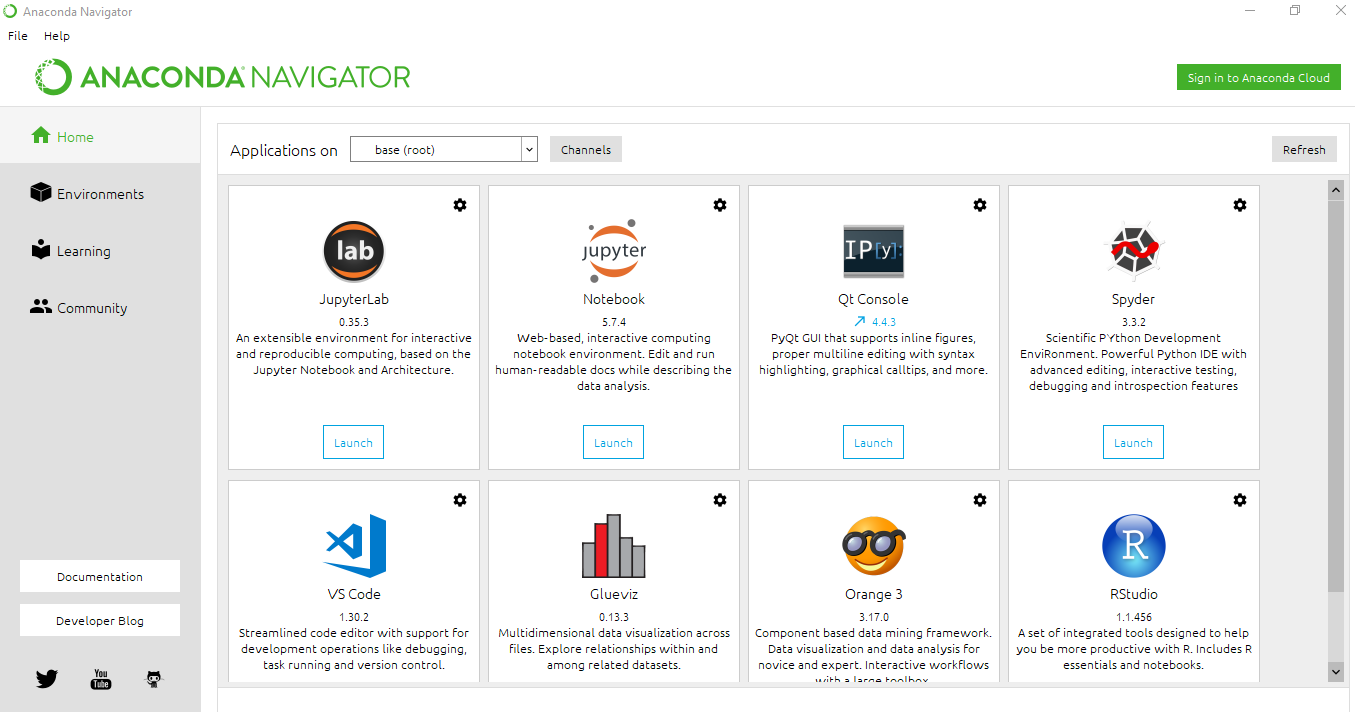 Anaconda Navigator
File Help
ANACONDA NAVIGATOR
Sign in to Anaconda Cloud
Home
Environments
Learning
Community
Documentation
Developer Blog
You
Tube
Applications on base (root) Channels Refresh
lab
JupyterLab
0.35.3
An extensible environment for interactive
and reproducible computing, based on the
Jupyter Notebook and Architecture.
Launch
jupyter
Notebook
5.7.4
Web-based, interactive computing
notebook environment. Edit and run
human-readable docs while describing the
data analysis.
Launch
IP[y]:
Qt Console
4.4.3
PyQt GUI that supports inline figures,
proper multiline editing with syntax
highlighting, graphical calltips, and more.
Launch
Spyder
3.3.2
Scientific PYthon Development
EnviRonment. Powerful Python IDE with
advanced editing, interactive testing,
debugging and introspection features
Launch
VS Code
1.30.2
Streamlined code editor with support for
development operations like debugging,
task running and version control.
Glueviz
0.13.3
Multidimensional data visualization across
files. Explore relationships within and
among related datasets.
Orange 3
3.17.0
Component based data mining framework.
Data visualization and data analysis for
novice and expert. Interactive workflows
with a large toolbox.
R
RStudio
1.1.456
A set of integrated tools designed to help
you be more productive with R. Includes R
essentials and notebooks.